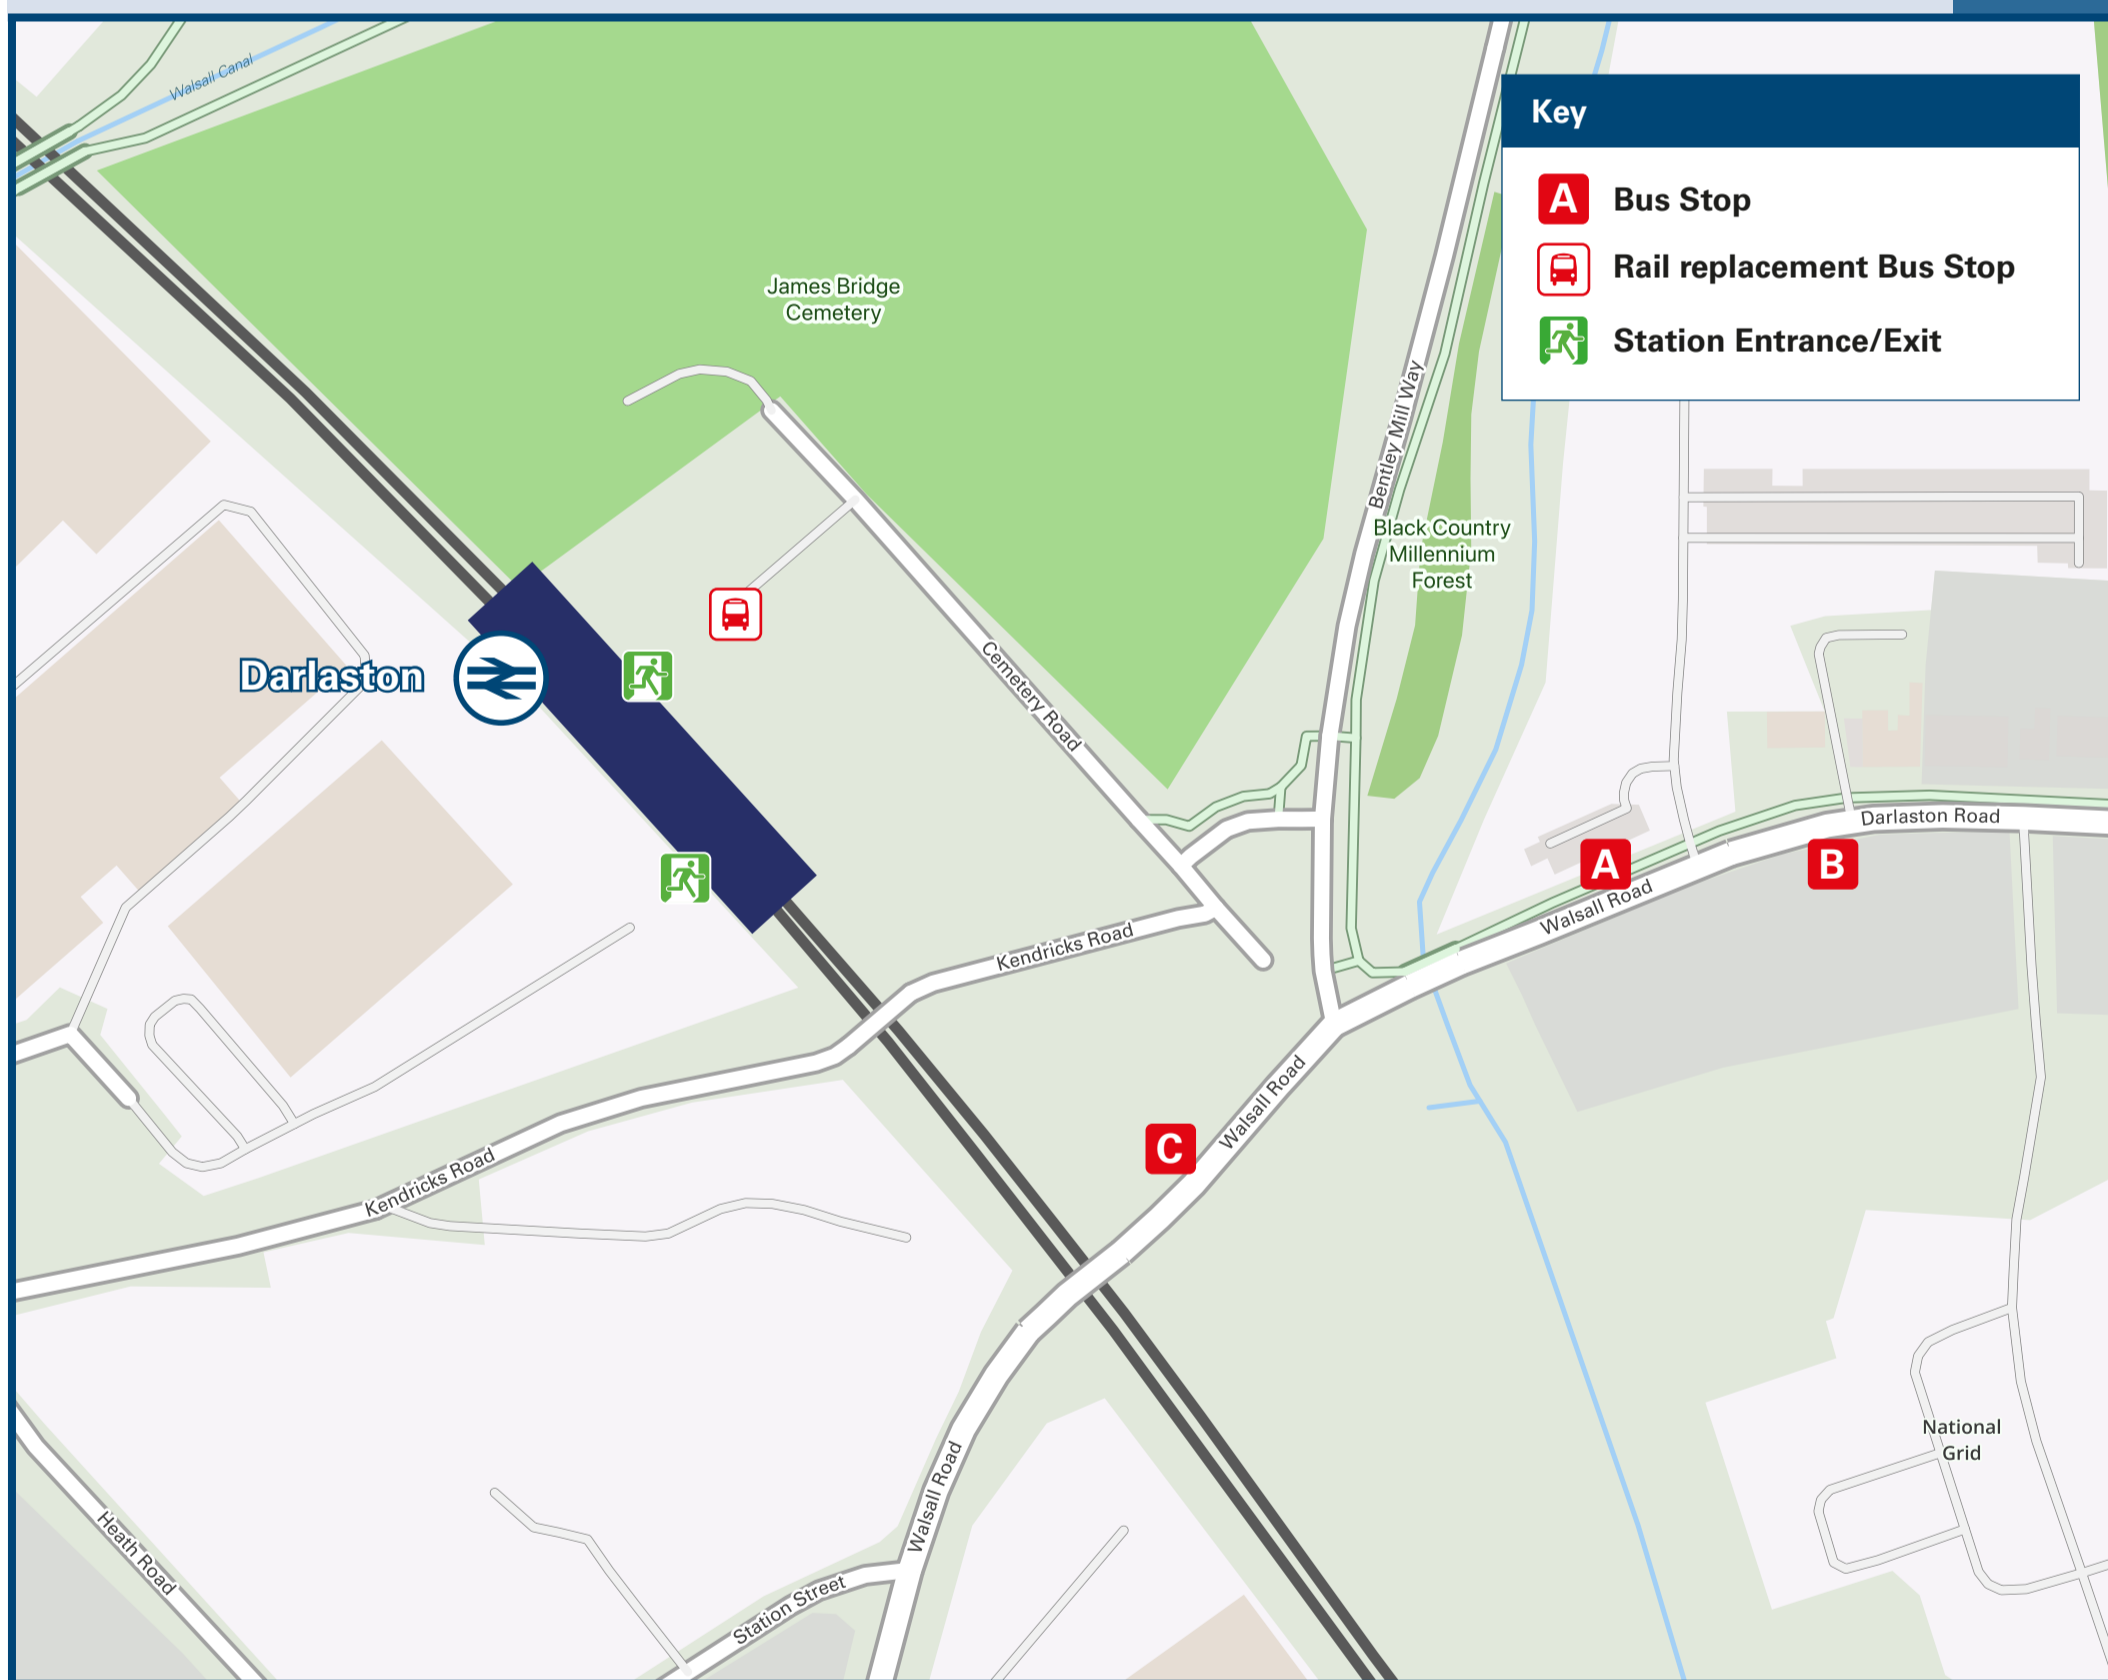 Walsall Canal
Key
A
Bus Stop
Rail replacement Bus Stop
Station Entrance/Exit
James Bridge
Cemetery
Bentley Mill Way
Black Country
Millennium
Forest
Darlaston
Cemetery Road
Darlaston Road
A
B
Walsall Road
Kendricks Road
C
Walsall Road
Kendricks Road
National
Grid
Walsall Road
Heath Road
Station Street